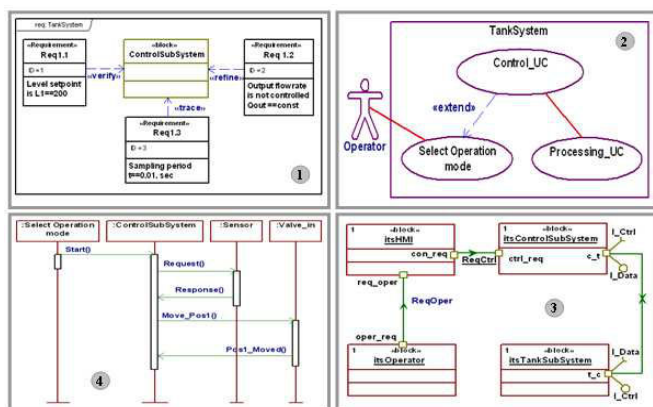 req: TankSystem
«Requirement»
Req1.1
ID = 1
Level setpoint
is L1==200
«verify»
«block»
ControlSubSystem
«refine»
«Requirement»
Req 1.2
ID = 2
Output flowrate
is not controlled
Qout ==const
«trace»
«Requirement»
Req1.3
ID = 3
Sampling period
t==0.01, sec
1
TankSystem
2
Control_UC
«extend»
Operator
Select Operation
mode
Processing_UC
:Select Operation
mode
:ControlSubSystem
:Sensor
:Valve_in
Start()
Request()
Response()
Move_Pos1()
Pos1_Moved()
4
1 «block»
itsHMI
con_req
req_oper
ReqCtrl
1 «block»
itsControlSubSystem
ctrl_req
c_t
I_Ctrl
I_Data
ReqOper
3
oper_req
1 «block»
itsOperator
1 «block»
itsTankSubSystem
t_c
I_Data
I_Ctrl